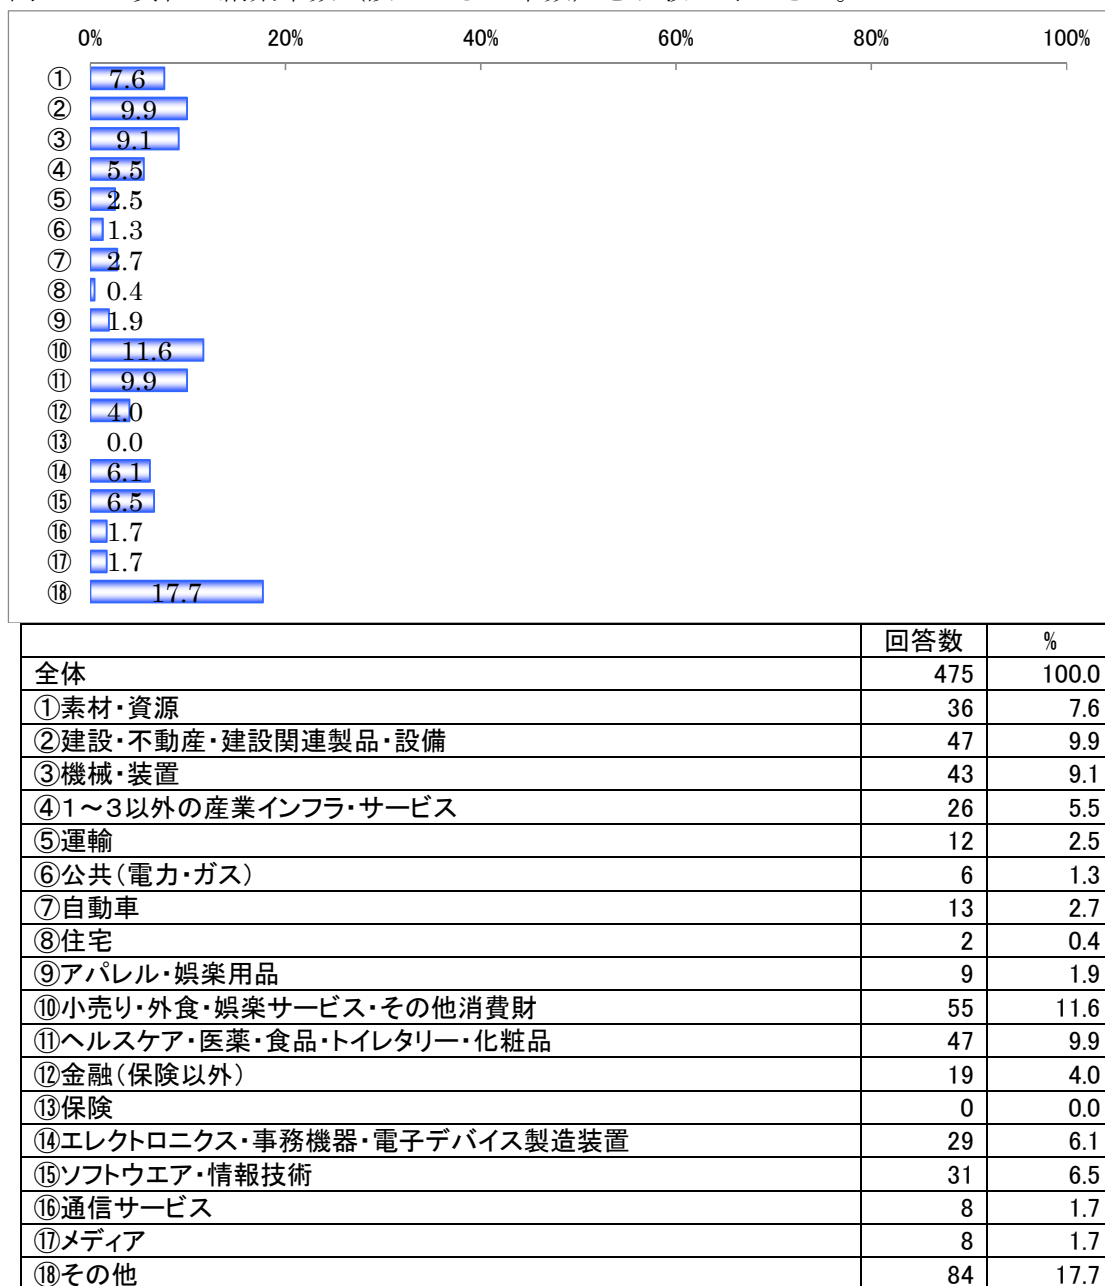 0% 20% 40% 60% 80% 100%
① 7.6
② 9.9
③ 9.1
④ 5.5
⑤ 2.5
⑥ 1.3
⑦ 2.7
⑧ 0.4
⑨ 1.9
⑩ 11.6
⑪ 9.9
⑫ 4.0
⑬ 0.0
⑭ 6.1
⑮ 6.5
⑯ 1.7
⑰ 1.7
⑱ 17.7
回答数 %
全体 475 100.0
①素材・資源 36 7.6
②建設・不動産・建設関連製品・設備 47 9.9
③機械・装置 43 9.1
④1～3以外の産業インフラ・サービス 26 5.5
⑤運輸 12 2.5
⑥公共(電力・ガス) 6 1.3
⑦自動車 13 2.7
⑧住宅 2 0.4
⑨アパレル・娯楽用品 9 1.9
⑩小売り・外食・娯楽サービス・その他消費財 55 11.6
⑪ヘルスケア・医薬・食品・トイレタリー・化粧品 47 9.9
⑫金融(保険以外) 19 4.0
⑬保険 0 0.0
⑭エレクトロニクス・事務機器・電子デバイス製造装置 29 6.1
⑮ソフトウエア・情報技術 31 6.5
⑯通信サービス 8 1.7
⑰メディア 8 1.7
⑱その他 84 17.7